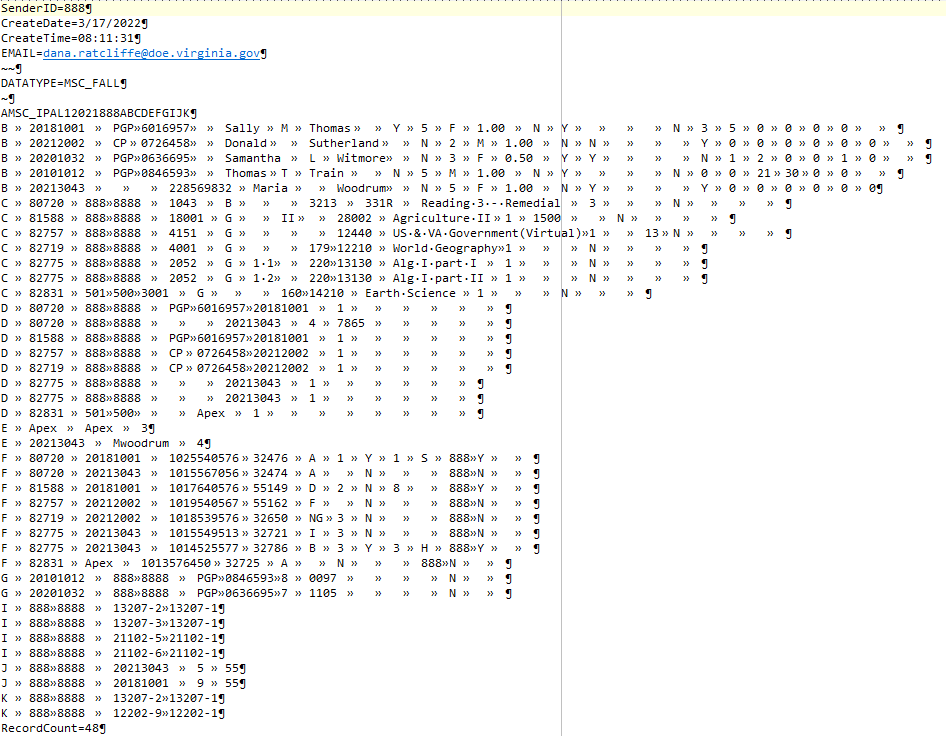 SenderID=888¶
CreateDate=3/17/2022¶
CreateTime=08:11:31¶
EMAIL=dana.ratcliffe@doe.virginia.gov¶
~~¶
DATATYPE=MSC_FALL¶
~¶
AMSC_IPAL12021888ABCDEFGIJK¶
B » 20181001 » PGP»6016957» » Sally » M » Thomas» » Y » 5 » F » 1.00 » N » Y » » » » N » 3 » 5 » 0 » 0 » 0 » 0 » » ¶
B » 20212002 » CP » 0726458» » Donald » » Sutherland » N » 2 » M » 1.00 » N » N » » » » Y » 0 » 0 » 0 » 0 » 0 » 0 » » ¶
B » 20201032 » PGP»0636695» » Samantha » L » Witmore» » N » 3 » F » 0.50 » Y » Y » » » » N » 1 » 2 » 0 » 0 » 1 » 0 » » ¶
B » 20101012 » PGP»0846593» » Thomas » T » Train » » N » 5 » M » 1.00 » N » Y » » » » N » 0 » 0 » 21 » 30 » 0 » 0 » » ¶
B » 20213043 » » » 228569832 » Maria » » Woodrum» » N » 5 » F » 1.00 » N » Y » » » » Y » 0 » 0 » 0 » 0 » 0 » 0¶
C » 80720 » 888»8888 » 1043 » B » » » 3213 » 331R » Reading·3·-·Remedial » 3 » » » N » » » » ¶
C » 81588 » 888»8888 » 18001 » G » » II » » 28002 » Agriculture·II » 1 » 1500 » » N » » » » ¶
C » 82757 » 888»8888 » 4151 » G » » » » 12440 » US·&·VA·Government(Virtual)»1 » » 13 » N » » » » ¶
C » 82719 » 888»8888 » 4001 » G » » » 179»12210 » World·Geography»1 » » » N » » » ¶
C » 82775 » 888»8888 » 2052 » G » 1·1» » 220»13130 » Alg·I·part·I » 1 » » » N » » » ¶
C » 82775 » 888»8888 » 2052 » G » 1·2» » 220»13130 » Alg·I·part·II » 1 » » » N » » » ¶
C » 82831 » 501»500»3001 » G » » » 160»14210 » Earth·Science » 1 » » » N » » » ¶
D » 80720 » 888»8888 » PGP»6016957»20181001 » 1 » » » » » » ¶
D » 80720 » 888»8888 » » » 20213043 » 4 » 7865 » » » » » ¶
D » 81588 » 888»8888 » PGP»6016957»20181001 » 1 » » » » » » ¶
D » 82757 » 888»8888 » CP » 0726458»20212002 » 1 » » » » » » ¶
D » 82719 » 888»8888 » CP » 0726458»20212002 » 1 » » » » » » ¶
D » 82775 » 888»8888 » » » 20213043 » 1 » » » » » » ¶
D » 82775 » 888»8888 » » » 20213043 » 1 » » » » » » ¶
D » 82831 » 501»500» » » Apex » 1 » » » » » » » ¶
E » Apex » Apex » 3¶
E » 20213043 » Mwoodrum » 4¶
F » 80720 » 20181001 » 1025540576 » 32476 » A » 1 » Y » 1 » S » 888»Y » » ¶
F » 80720 » 20213043 » 1015567056 » 32474 » A » » N » » » 888»N » » ¶
F » 81588 » 20181001 » 1017640576 » 55149 » D » 2 » N » 8 » » 888»Y » » ¶
F » 82757 » 20212002 » 1019540567 » 55162 » F » » N » » » 888»N » » ¶
F » 82719 » 20212002 » 1018539576 » 32650 » NG » 3 » N » » » 888»N » » ¶
F » 82775 » 20213043 » 1015549513 » 32721 » I » 3 » N » » » 888»N » » ¶
F » 82775 » 20213043 » 1014525577 » 32786 » B » 3 » Y » 3 » H » 888»Y » » ¶
F » 82831 » Apex » 1013576450 » 32725 » A » » N » » » 888»N » » ¶
G » 20101012 » 888»8888 » PGP»0846593»8 » 0097 » » » » N » » ¶
G » 20201032 » 888»8888 » PGP»0636695»7 » 1105 » » » » N » » ¶
I » 888»8888 » 13207-2»13207-1¶
I » 888»8888 » 13207-3»13207-1¶
I » 888»8888 » 21102-5»21102-1¶
I » 888»8888 » 21102-6»21102-1¶
J » 888»8888 » 20213043 » 5 » 55¶
J » 888»8888 » 20181001 » 9 » 55¶
K » 888»8888 » 13207-2»13207-1¶
K » 888»8888 » 12202-9»12202-1¶
RecordCount=48¶